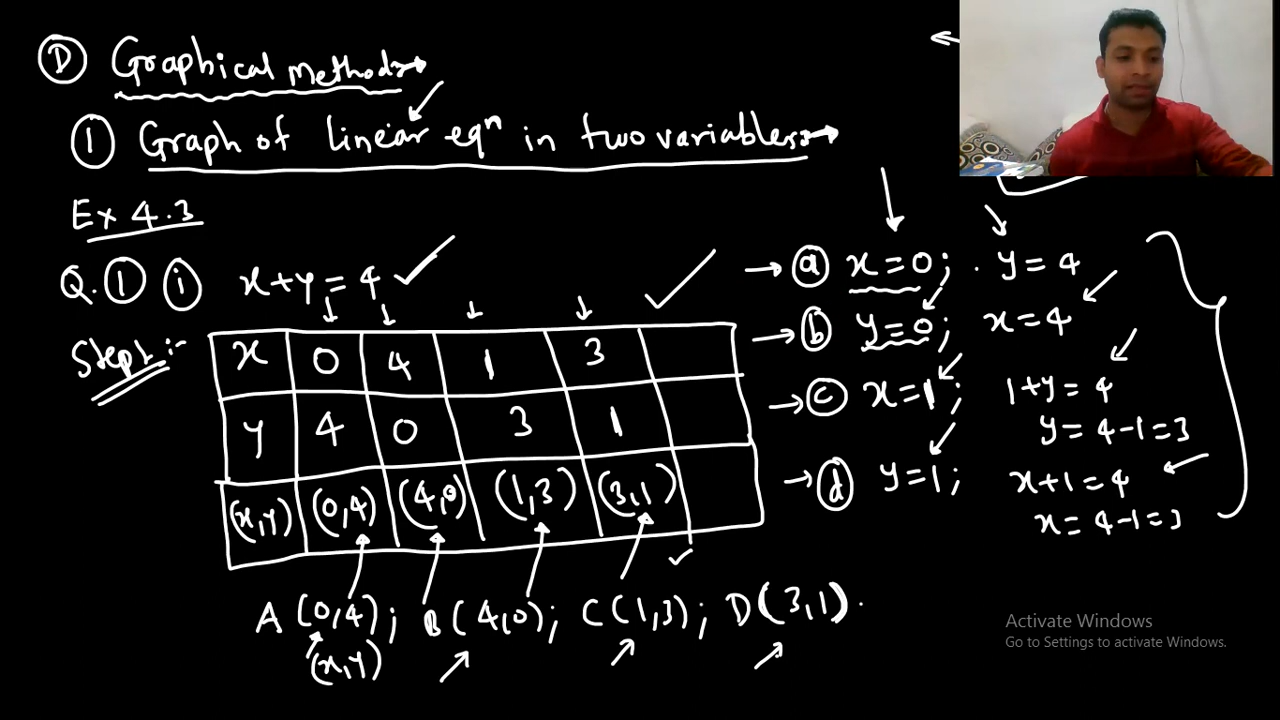 D Graphical Method→
1 Graph of linear eqⁿ in two variables→
Ex 4.3
Q. 1 i x+y=4
Step1:-
x 0 4 1 3
y 4 0 3 1
(x,y) (0,4) (4,0) (1,3) (3,1)
A (0,4); B (4,0); C (1,3); D (3,1).
(x,y)
→ a x=0; y=4
→ b y=0; x=4
→ c x=1; 1+y=4
y=4-1=3
→ d y=1; x+1=4
x=4-1=3
Activate Windows
Go to Settings to activate Windows.